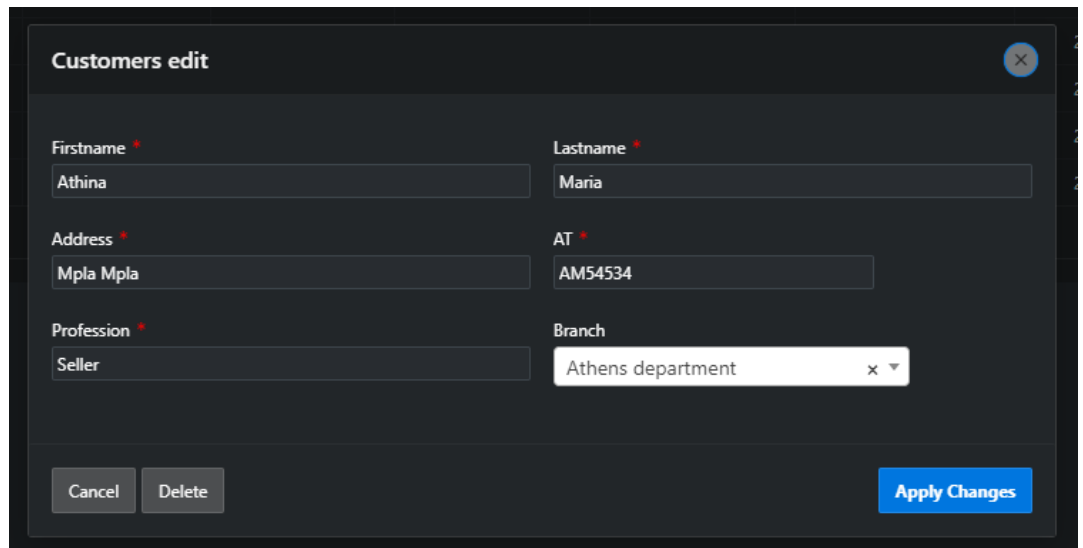 Customers edit
Firstname *
Lastname *
Athina
Maria
Address *
AT *
Mpla Mpla
AM54534
Profession *
Branch
Seller
Athens department
Cancel
Delete
Apply Changes